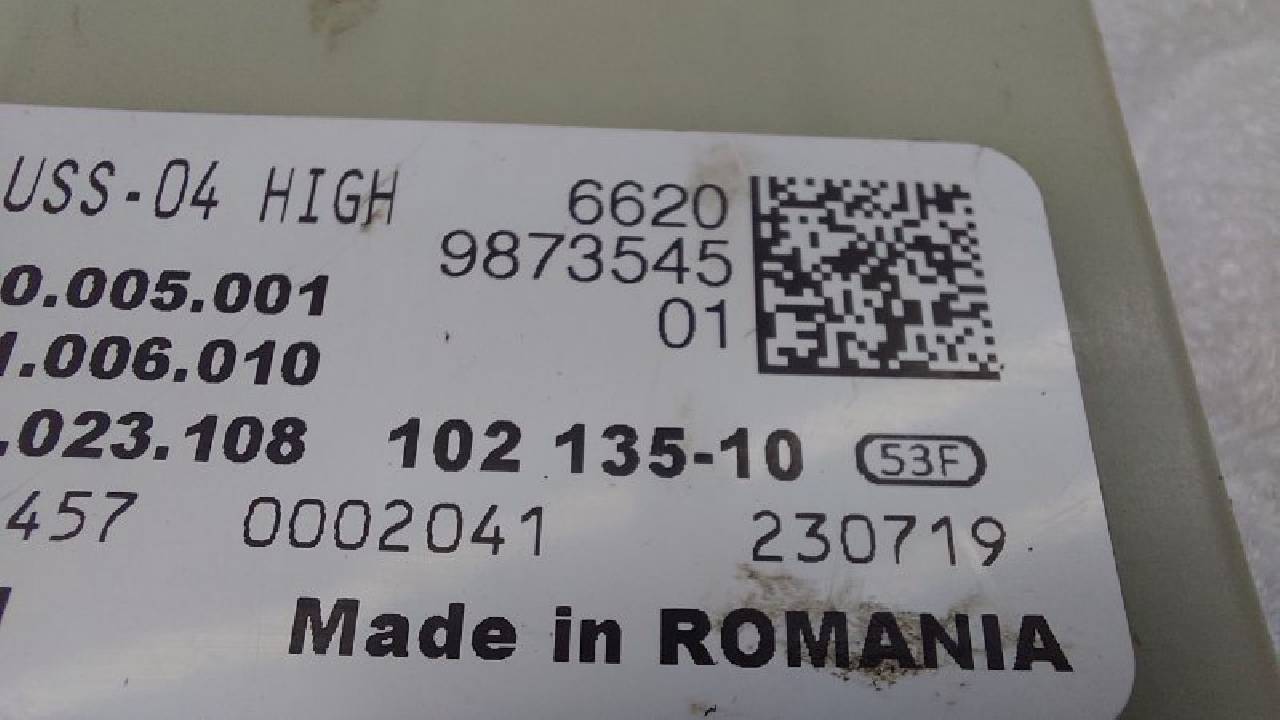 USS-04 HIGH 6620
9873545
0.005.001 01
1.006.010
.023.108 102 135-10 53F
457 0002041 230719
Made in ROMANIA